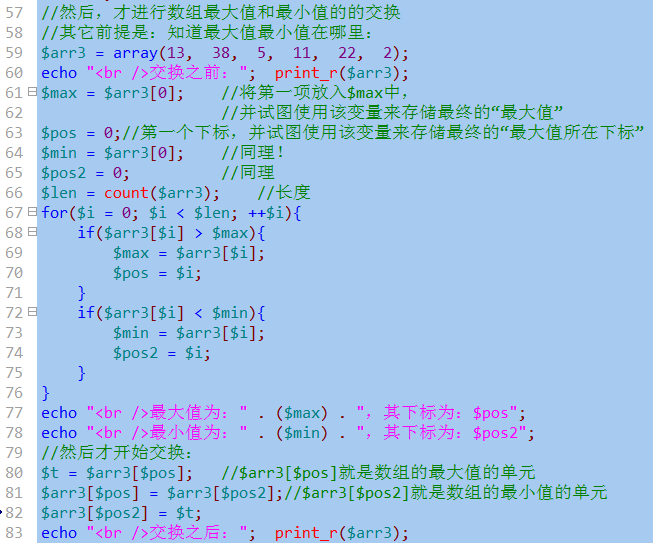 57 //然后，才进行数组最大值和最小值的的交换
58 //其它前提是：知道最大值最小值在哪里：
59 $arr3 = array(13, 38, 5, 11, 22, 2);
60 echo "<br />交换之前："; print_r($arr3);
61 $max = $arr3[0]; //将第一项放入$max中，
62 //并试图使用该变量来存储最终的“最大值”
63 $pos = 0;//第一个下标，并试图使用该变量来存储最终的“最大值所在下标”
64 $min = $arr3[0]; //同理！
65 $pos2 = 0; //同理
66 $len = count($arr3); //长度
67 for($i = 0; $i < $len; ++$i){
68 if($arr3[$i] > $max){
69 $max = $arr3[$i];
70 $pos = $i;
71 }
72 if($arr3[$i] < $min){
73 $min = $arr3[$i];
74 $pos2 = $i;
75 }
76 }
77 echo "<br />最大值为：" . ($max) . "，其下标为：$pos";
78 echo "<br />最小值为：" . ($min) . "，其下标为：$pos2";
79 //然后才开始交换：
80 $t = $arr3[$pos]; //$arr3[$pos]就是数组的最大值的单元
81 $arr3[$pos] = $arr3[$pos2];//$arr3[$pos2]就是数组的最小值的单元
82 $arr3[$pos2] = $t;
83 echo "<br />交换之后："; print_r($arr3);